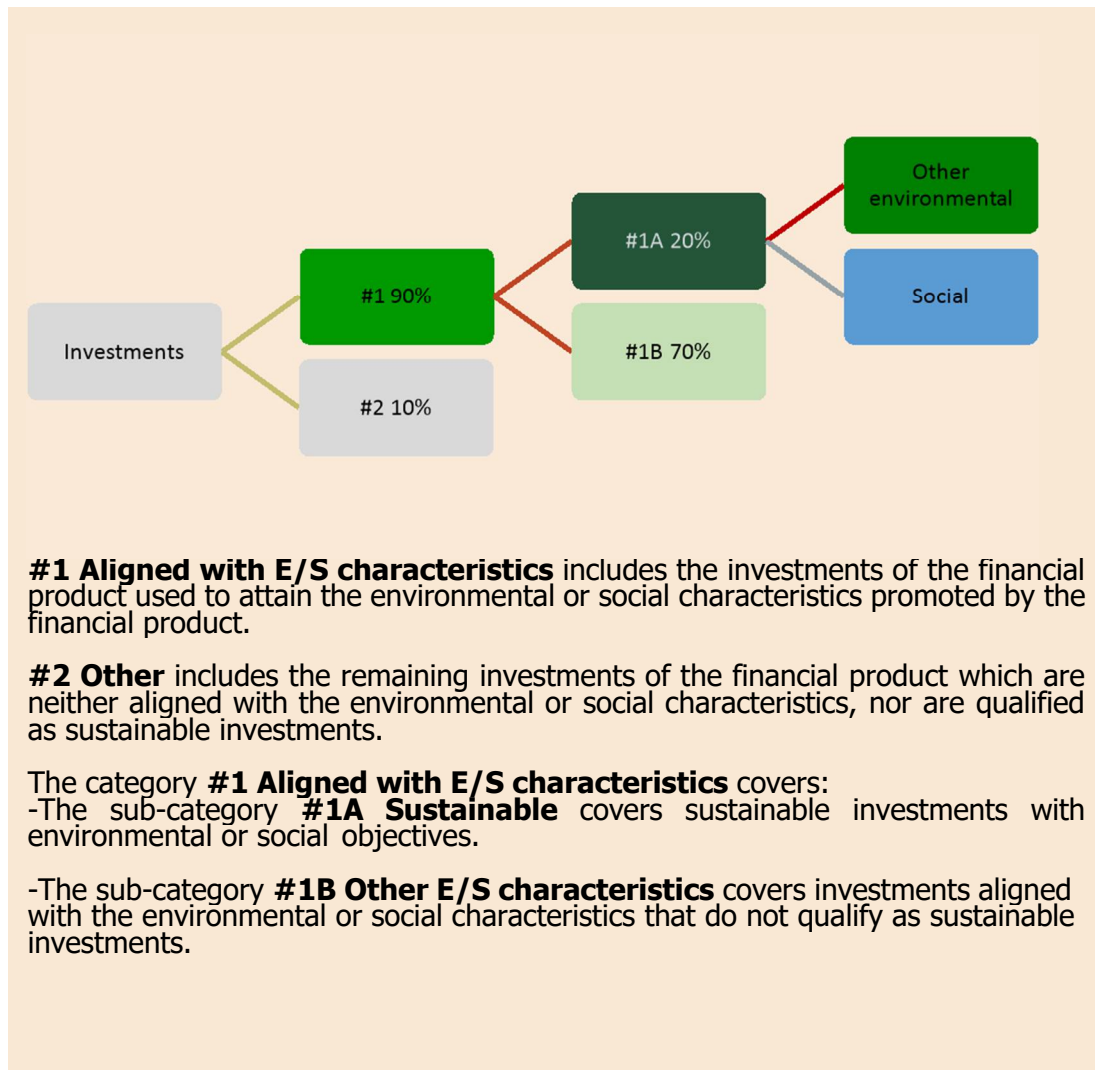 Other
environmental
#1A 20%
#1 90%
Social
Investments
#1B 70%
#2 10%
#1 Aligned with E/S characteristics includes the investments of the financial
product used to attain the environmental or social characteristics promoted by the
financial product.
#2 Other includes the remaining investments of the financial product which are
neither aligned with the environmental or social characteristics, nor are qualified
as sustainable investments.
The category #1 Aligned with E/S characteristics covers:
-The sub-category #1A Sustainable covers sustainable investments with
environmental or social objectives.
-The sub-category #1B Other E/S characteristics covers investments aligned
with the environmental or social characteristics that do not qualify as sustainable
investments.